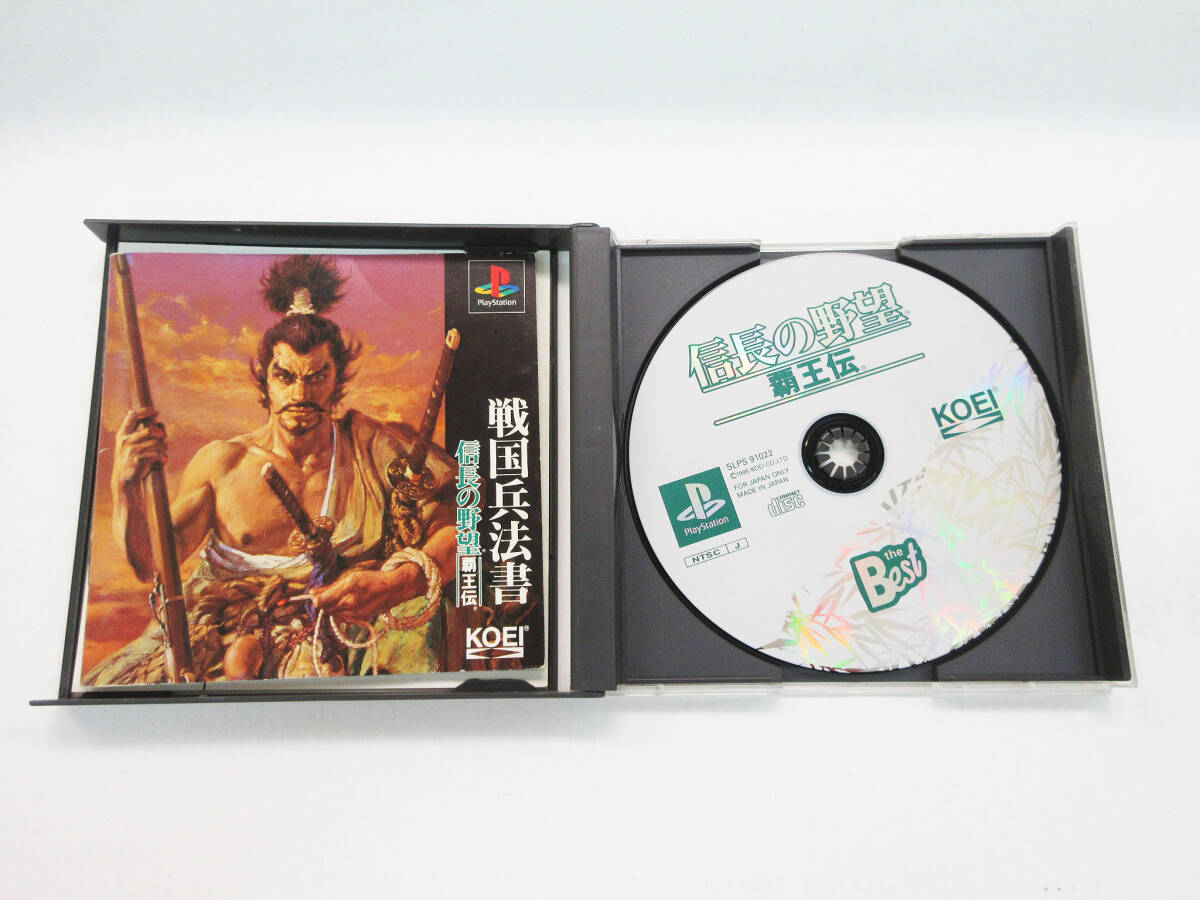 PlayStation
戦国兵法書
信長の野望®
覇王伝®
KOEI®
信長の野望®
覇王伝®
KOEI®
SLPS 91022
©1996 KOEI CO.,LTD.
FOR JAPAN ONLY
MADE IN JAPAN
PlayStation
COMPACT
disc
NTSC J
the
Best